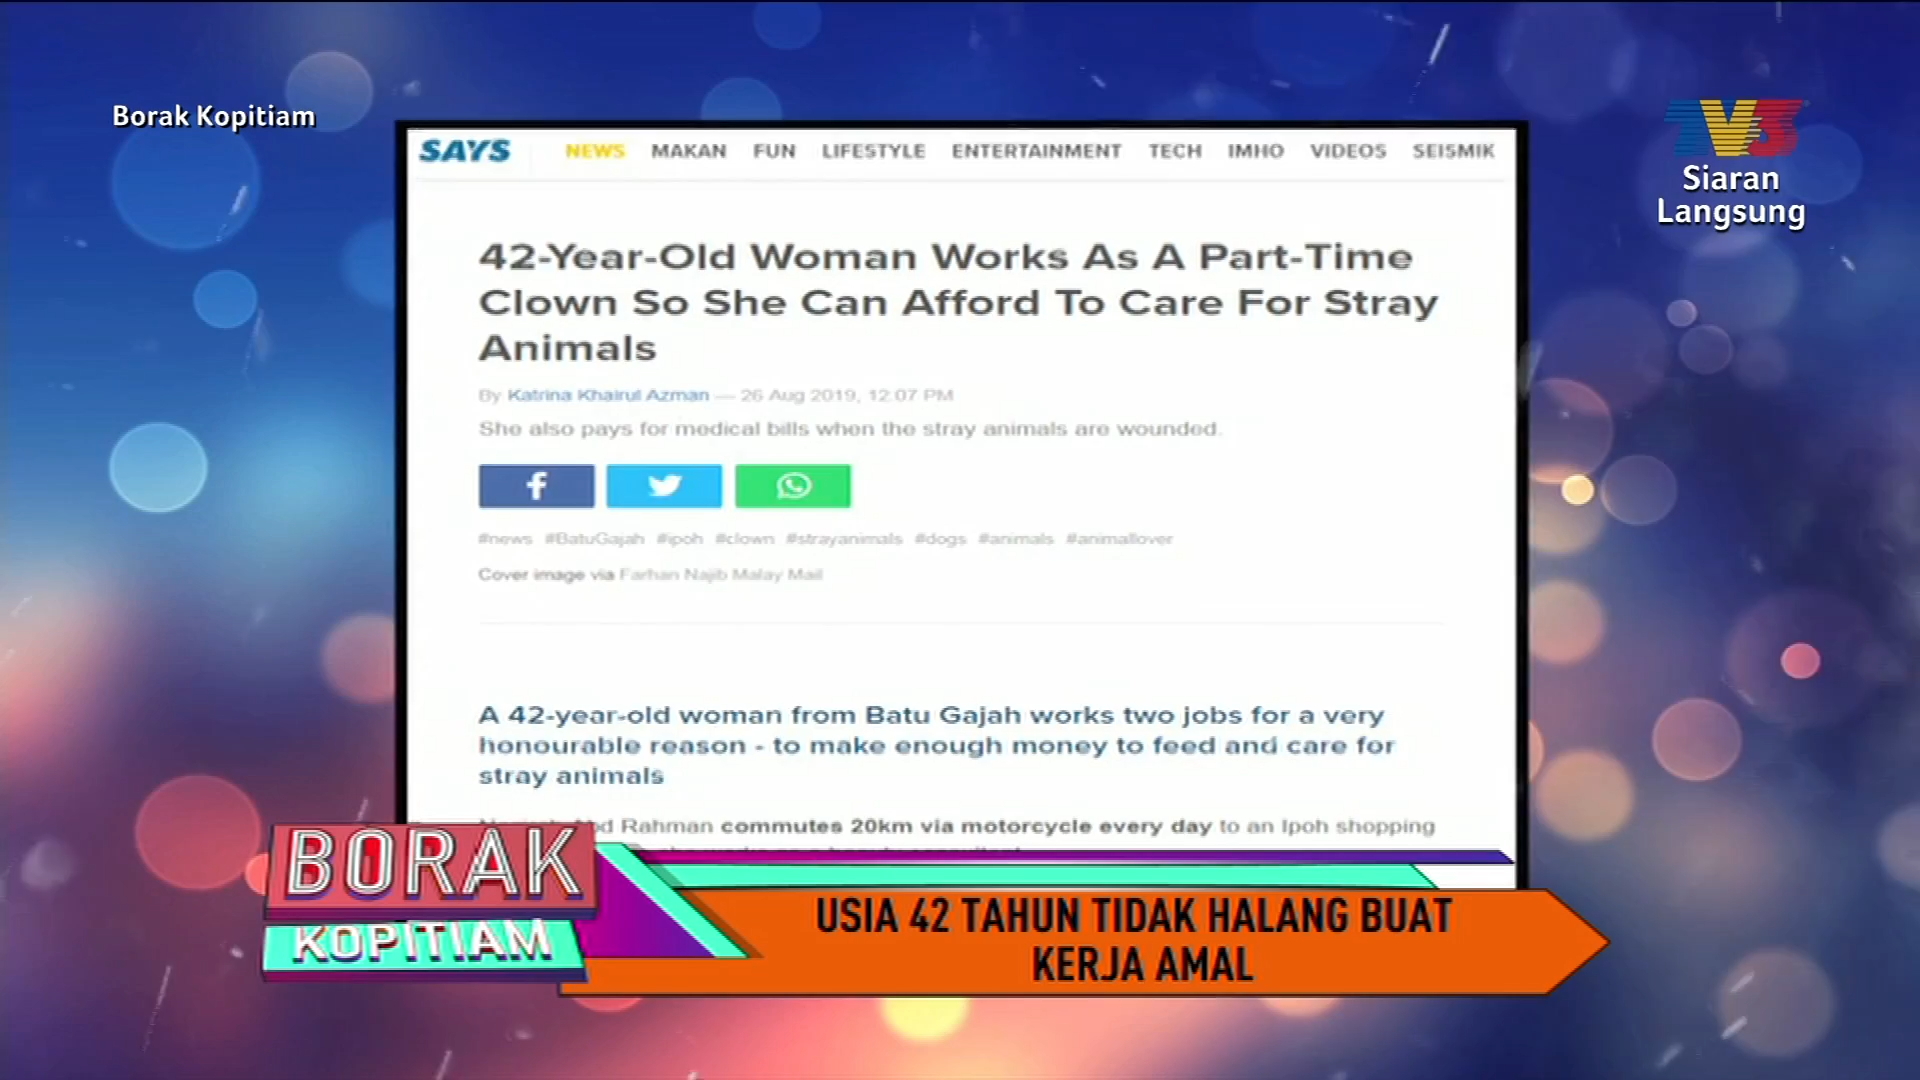 Borak Kopitiam
TV3
Siaran
Langsung
SAYS NEWS MAKAN FUN LIFESTYLE ENTERTAINMENT TECH IMHO VIDEOS SEISMIK
42-Year-Old Woman Works As A Part-Time
Clown So She Can Afford To Care For Stray
Animals
By Katrina Khairul Azman — 26 Aug 2019, 12:07 PM
She also pays for medical bills when the stray animals are wounded.
#news #BatuGajah #ipoh #clown #strayanimals #dogs #animals #animallover
Cover image via Farhan Najib Malay Mail
A 42-year-old woman from Batu Gajah works two jobs for a very
honourable reason - to make enough money to feed and care for
stray animals
Rahman commutes 20km via motorcycle every day to an Ipoh shopping
BORAK
KOPITIAM
USIA 42 TAHUN TIDAK HALANG BUAT
KERJA AMAL